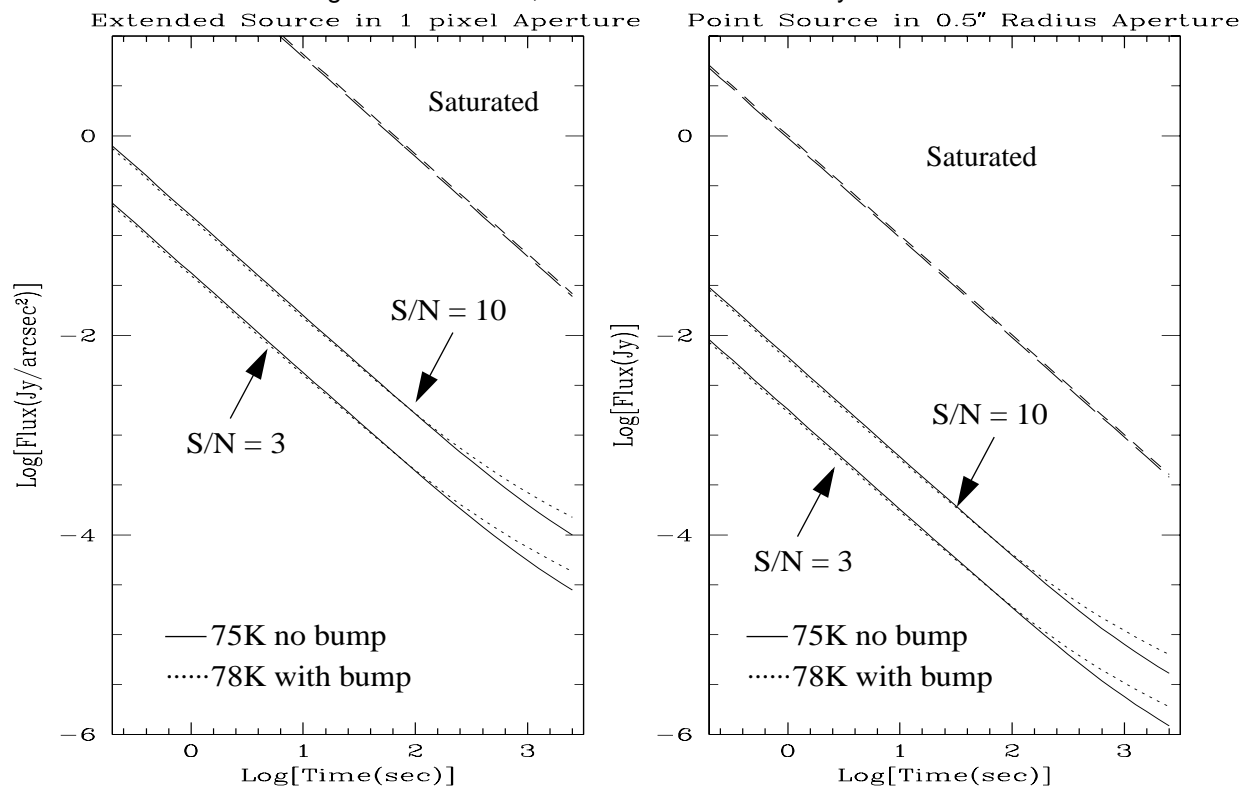 Extended Source in 1 pixel Aperture
Saturated
0
−2
−4
−6
Log[Flux(Jy/arcsec²)]
S/N = 10
S/N = 3
75K no bump
78K with bump
0 1 2 3
Log[Time(sec)]
Point Source in 0.5″ Radius Aperture
Saturated
0
−2
−4
−6
Log[Flux(Jy)]
S/N = 10
S/N = 3
75K no bump
78K with bump
0 1 2 3
Log[Time(sec)]